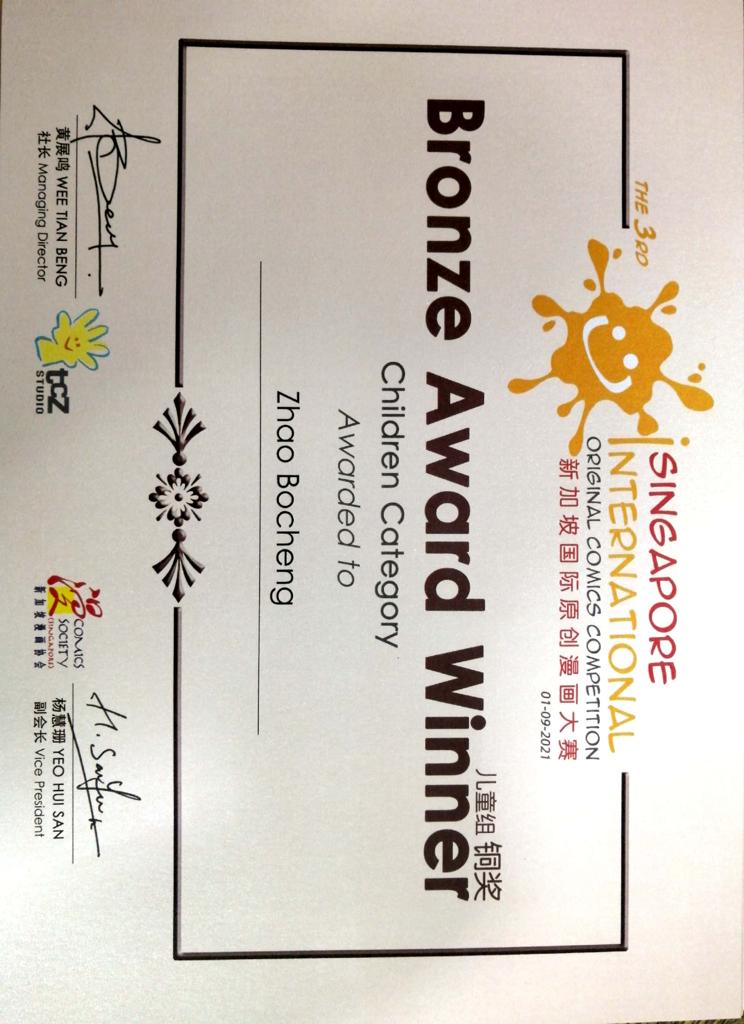 THE 3RD
SINGAPORE
INTERNATIONAL
ORIGINAL COMICS COMPETITION
新加坡国际原创漫画大赛
01-09-2021
儿童组 铜奖
Bronze Award Winner
Children Category
Awarded to
Zhao Bocheng
黄展鸣 WEE TIAN BENG
社长 Managing Director
tcz
STUDIO
漫
COMICS
SOCIETY
(SINGAPORE)
新加坡漫画协会
杨慧珊 YEO HUI SAN
副会长 Vice President